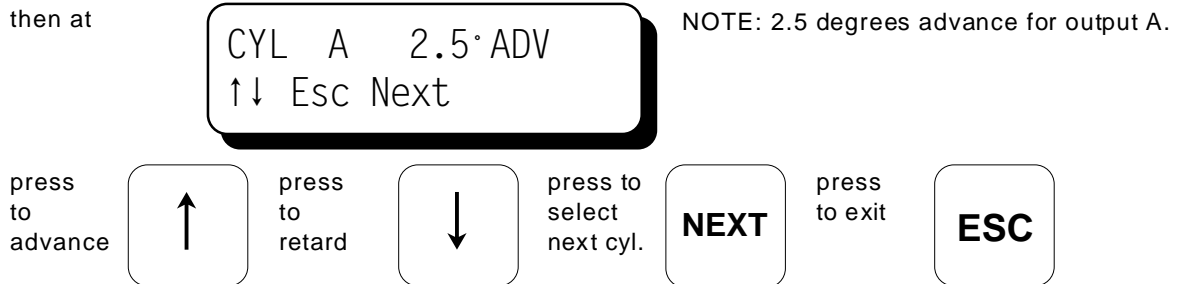 then at
CYL A 2.5° ADV
↑↓ Esc Next
NOTE: 2.5 degrees advance for output A.
press
to
advance
↑
press
to
retard
↓
press to
select
next cyl.
NEXT
press
to exit
ESC